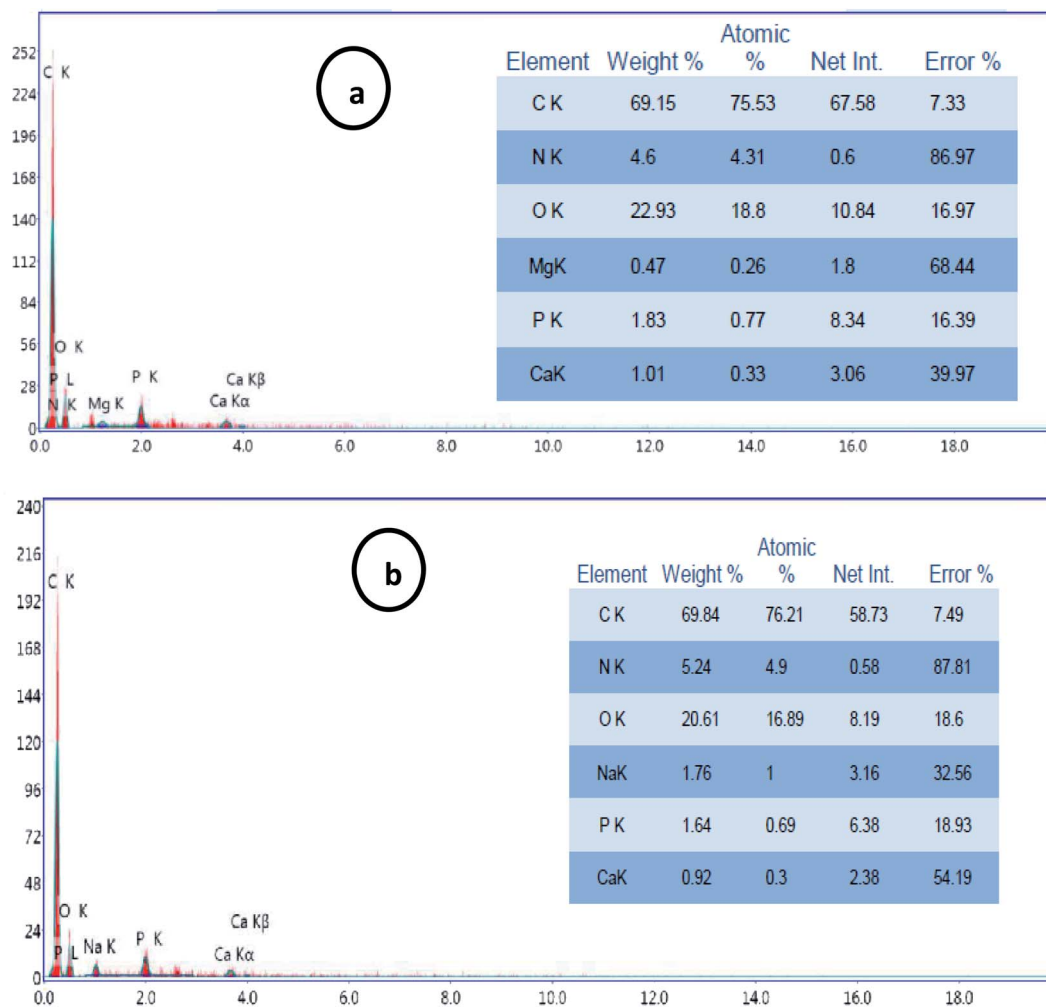 a
Atomic
Element Weight % % Net Int. Error %
C K 69.15 75.53 67.58 7.33
N K 4.6 4.31 0.6 86.97
O K 22.93 18.8 10.84 16.97
MgK 0.47 0.26 1.8 68.44
P K 1.83 0.77 8.34 16.39
CaK 1.01 0.33 3.06 39.97
252
C K
224
196
168
140
112
84
56
O K
P L
P K
Ca Kβ
28
N K
Mg K
Ca Kα
0
0.0 2.0 4.0 6.0 8.0 10.0 12.0 14.0 16.0 18.0
b
Atomic
Element Weight % % Net Int. Error %
C K 69.84 76.21 58.73 7.49
N K 5.24 4.9 0.58 87.81
O K 20.61 16.89 8.19 18.6
NaK 1.76 1 3.16 32.56
P K 1.64 0.69 6.38 18.93
CaK 0.92 0.3 2.38 54.19
240
216
C K
192
168
144
120
96
72
48
O K
Ca Kβ
24
P L
Na K
P K
Ca Kα
0
0.0 2.0 4.0 6.0 8.0 10.0 12.0 14.0 16.0 18.0